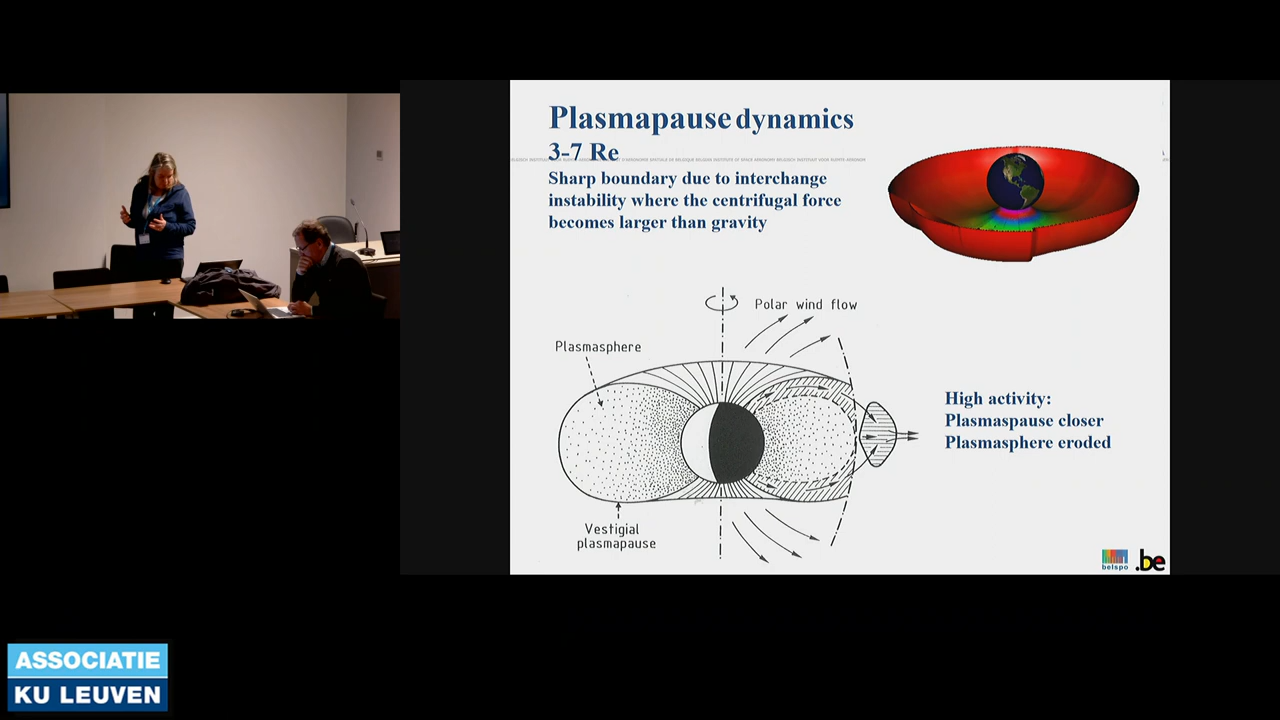 Plasmapause dynamics
3-7 Re
Sharp boundary due to interchange
instability where the centrifugal force
becomes larger than gravity
Polar wind flow
Plasmasphere
High activity:
Plasmaspause closer
Plasmasphere eroded
Vestigial
plasmapause
belspo
.be
ASSOCIATIE
KU LEUVEN